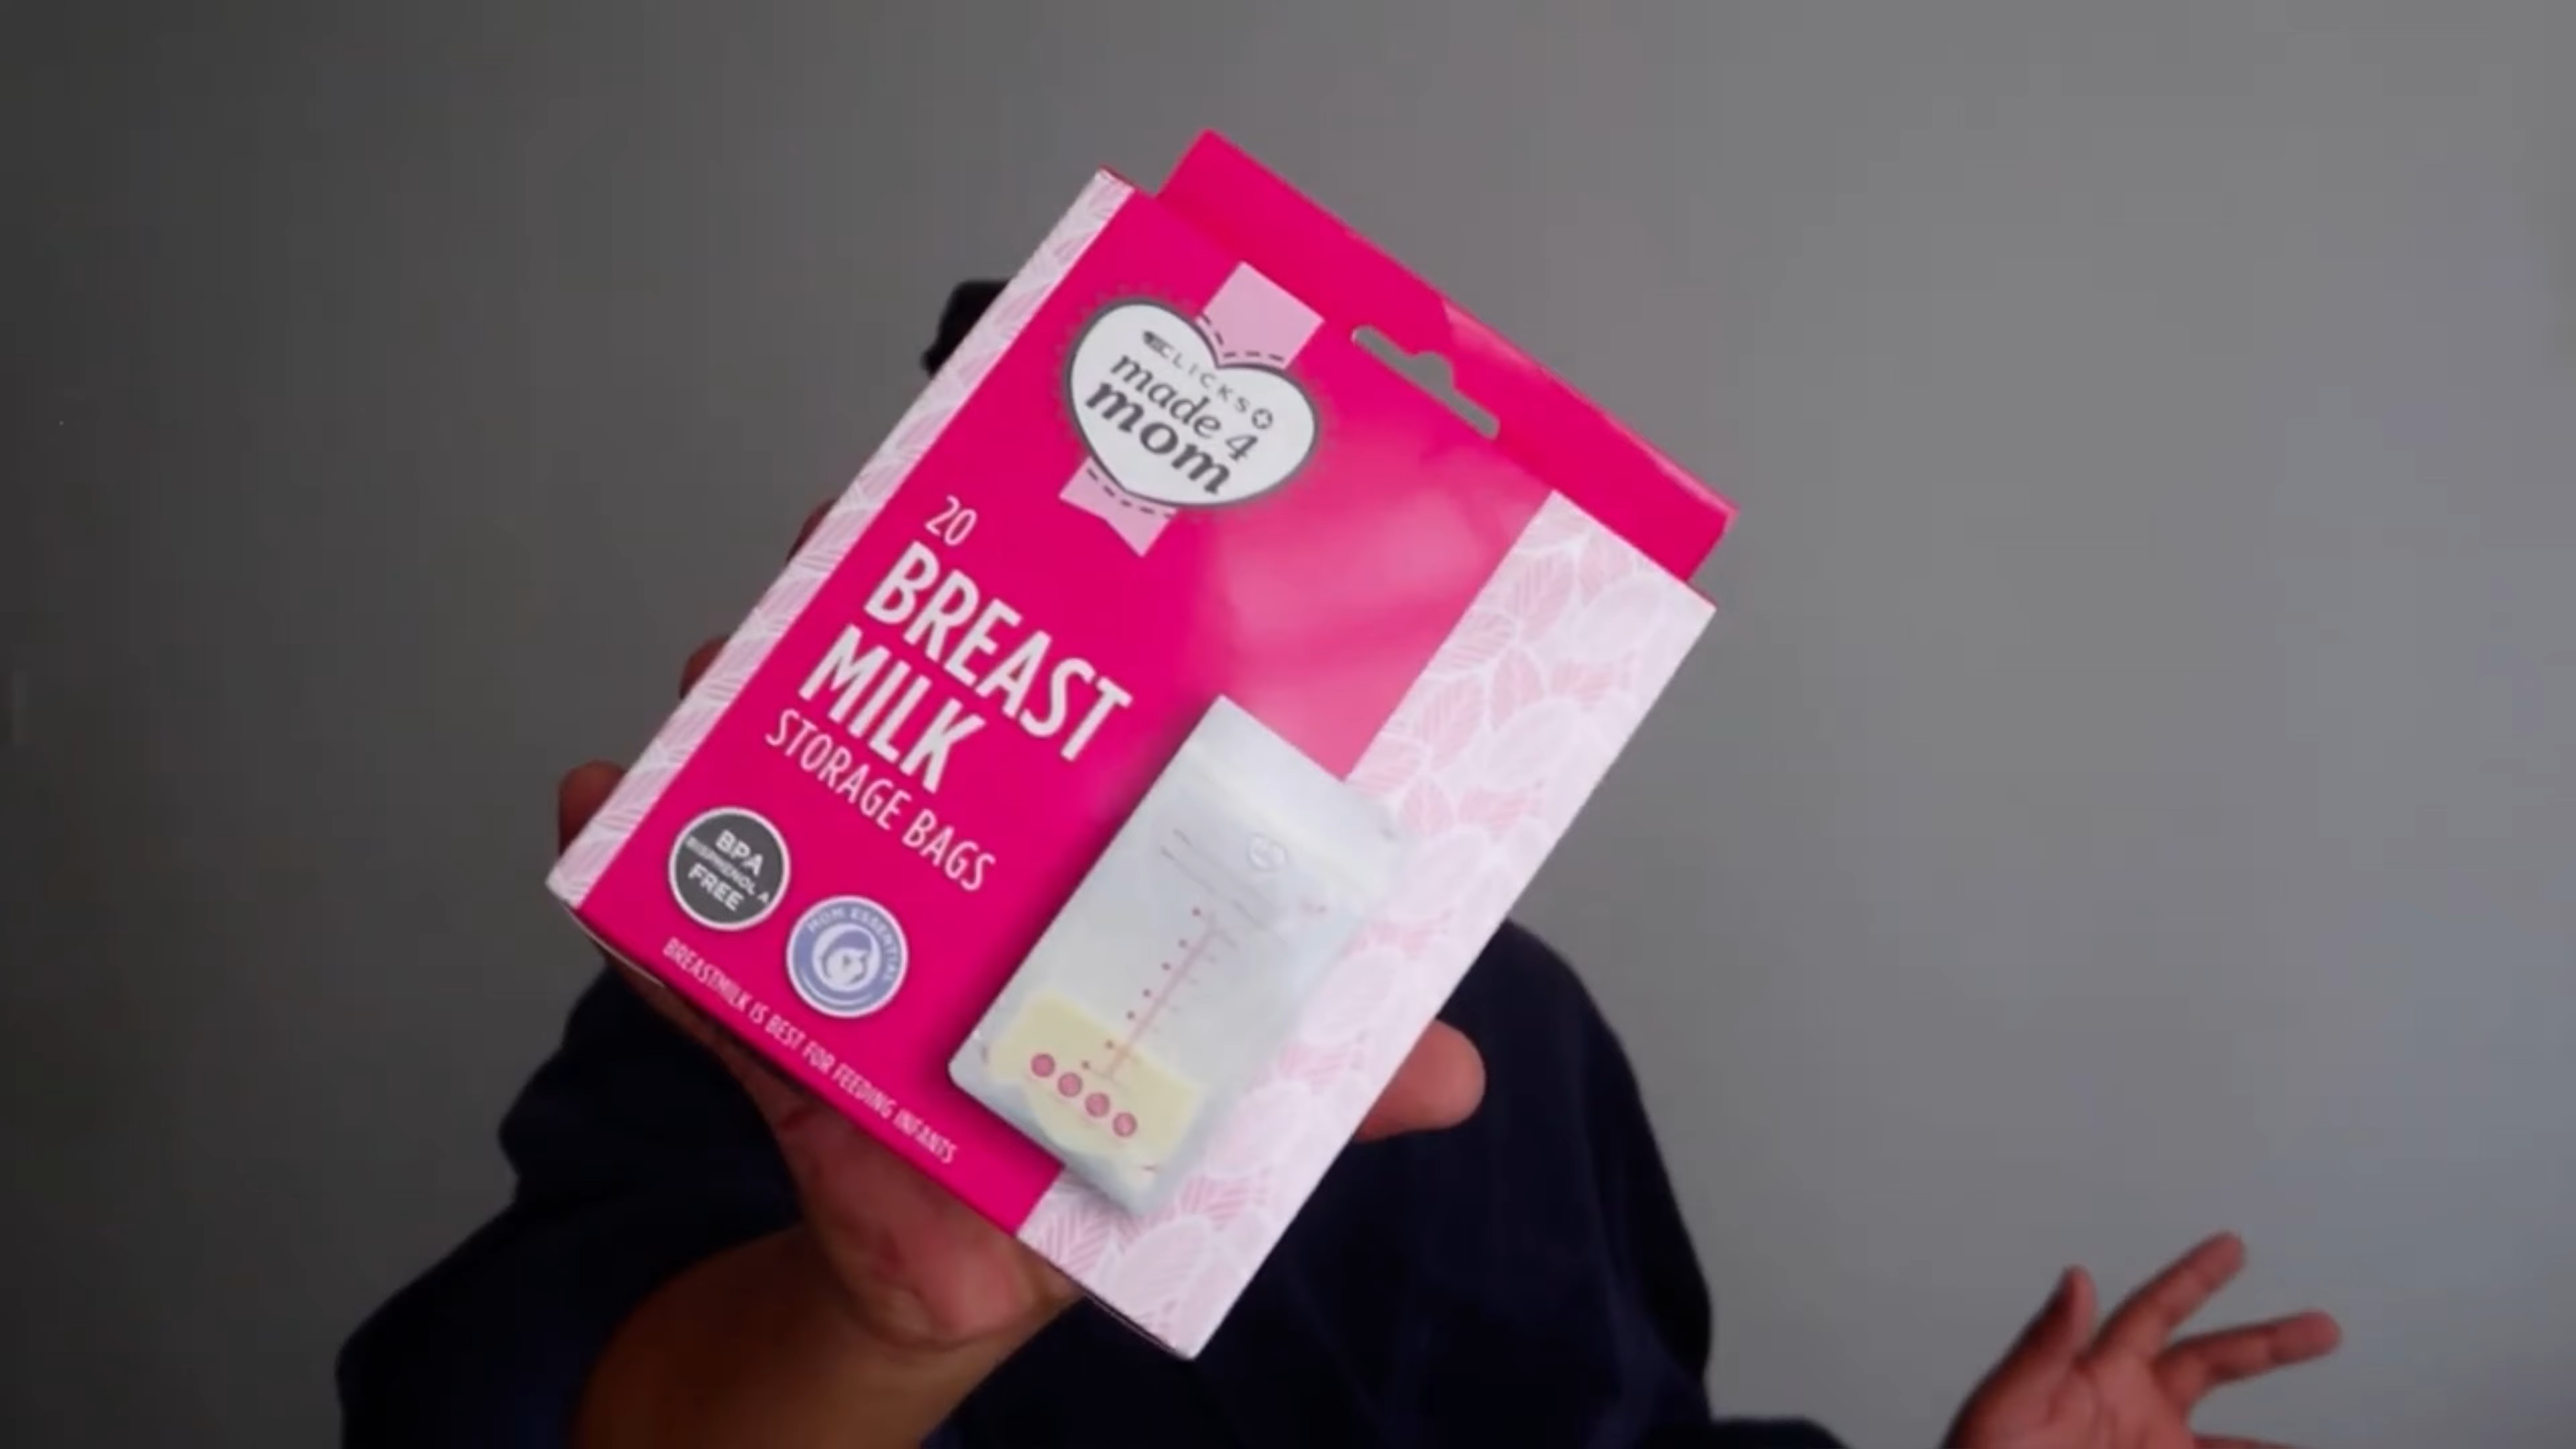 CLICKS
made 4
mom
20
BREAST
MILK
STORAGE BAGS
BPA
BISPHENOL A
FREE
MOM ESSENTIAL
BREASTMILK IS BEST FOR FEEDING INFANTS